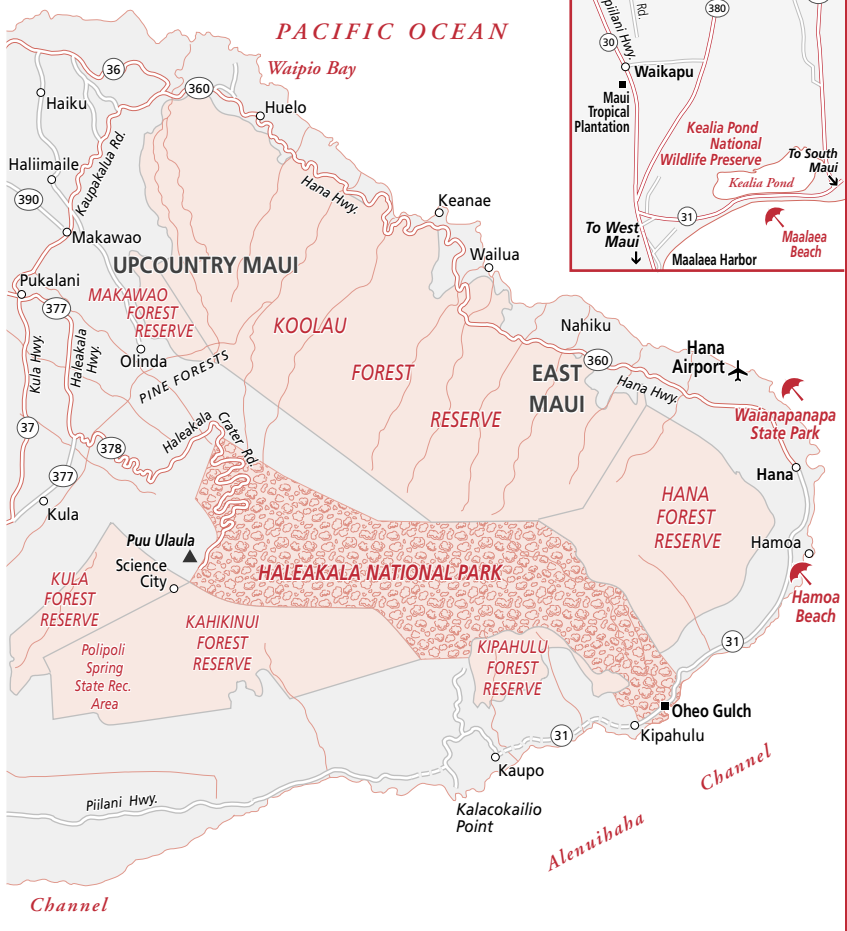 PACIFIC OCEAN
Waipio Bay
36
360
Haiku
Huelo
Kaupakalua Rd.
Haliimaile
390
Hana Hwy.
Keanae
Makawao
Wailua
UPCOUNTRY MAUI
Pukalani
377
MAKAWAO
FOREST
RESERVE
KOOLAU
FOREST
RESERVE
Nahiku
360
Hana Hwy.
Hana
Airport
EAST
MAUI
Kula Hwy.
Haleakala
Hwy.
Olinda
PINE FORESTS
Waianapanapa
State Park
37
378
377
Haleakala
Crater Rd.
Hana
Kula
HANA
FOREST
RESERVE
Puu Ulaula
Science
City
Hamoa
HALEAKALA NATIONAL PARK
Hamoa
Beach
KULA
FOREST
RESERVE
KAHIKINUI
FOREST
RESERVE
Polipoli
Spring
State Rec.
Area
KIPAHULU
FOREST
RESERVE
31
Oheo Gulch
Kipahulu
31
Kaupo
Piilani Hwy.
Kalacokailio
Point
Alenuihaha
Channel
Channel
piilani Hwy.
Rd.
380
30
Waikapu
Maui
Tropical
Plantation
Kealia Pond
National
Wildlife Preserve
To South
Maui
Kealia Pond
31
To West
Maui
Maalaea
Beach
Maalaea Harbor